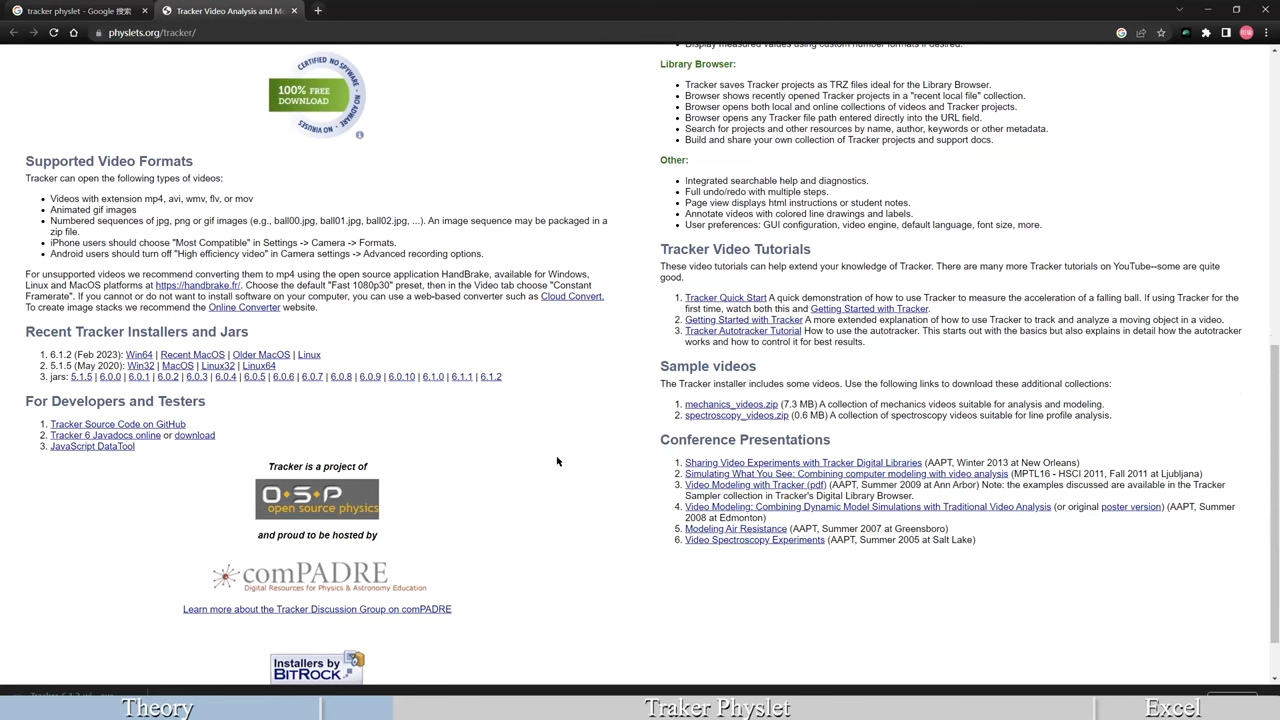 tracker physlet - Google 搜索
Tracker Video Analysis and Mo
physlets.org/tracker/
CERTIFIED NO SPYWARE
100% FREE
DOWNLOAD
NO VIRUSES
NO ADWARE
Supported Video Formats
Tracker can open the following types of videos:
• Videos with extension mp4, avi, wmv, flv, or mov
• Animated gif images
• Numbered sequences of jpg, png or gif images (e.g., ball00.jpg, ball01.jpg, ball02.jpg, ...). An image sequence may be packaged in a
zip file.
• iPhone users should choose "Most Compatible" in Settings -> Camera -> Formats.
• Android users should turn off "High efficiency video" in Camera settings -> Advanced recording options.
For unsupported videos we recommend converting them to mp4 using the open source application HandBrake, available for Windows,
Linux and MacOS platforms at https://handbrake.fr/. Choose the default "Fast 1080p30" preset, then in the Video tab choose "Constant
Framerate". If you cannot or do not want to install software on your computer, you can use a web-based converter such as Cloud Convert.
To create image stacks we recommend the Online Converter website.
Recent Tracker Installers and Jars
1. 6.1.2 (Feb 2023): Win64 | Recent MacOS | Older MacOS | Linux
2. 5.1.5 (May 2020): Win32 | MacOS | Linux32 | Linux64
3. jars: 5.1.5 | 6.0.0 | 6.0.1 | 6.0.2 | 6.0.3 | 6.0.4 | 6.0.5 | 6.0.6 | 6.0.7 | 6.0.8 | 6.0.9 | 6.0.10 | 6.1.0 | 6.1.1 | 6.1.2
For Developers and Testers
1. Tracker Source Code on GitHub
2. Tracker 6 Javadocs online or download
3. JavaScript DataTool
Tracker is a project of
O·S·P
open source physics
and proud to be hosted by
comPADRE
Digital Resources for Physics & Astronomy Education
Learn more about the Tracker Discussion Group on comPADRE
Installers by
BITROCK
• Display measured values using custom number formats if desired.
Library Browser:
• Tracker saves Tracker projects as TRZ files ideal for the Library Browser.
• Browser shows recently opened Tracker projects in a "recent local file" collection.
• Browser opens both local and online collections of videos and Tracker projects.
• Browser opens any Tracker file path entered directly into the URL field.
• Search for projects and other resources by name, author, keywords or other metadata.
• Build and share your own collection of Tracker projects and support docs.
Other:
• Integrated searchable help and diagnostics.
• Full undo/redo with multiple steps.
• Page view displays html instructions or student notes.
• Annotate videos with colored line drawings and labels.
• User preferences: GUI configuration, video engine, default language, font size, more.
Tracker Video Tutorials
These video tutorials can help extend your knowledge of Tracker. There are many more Tracker tutorials on YouTube--some are quite
good.
1. Tracker Quick Start A quick demonstration of how to use Tracker to measure the acceleration of a falling ball. If using Tracker for the
first time, watch both this and Getting Started with Tracker.
2. Getting Started with Tracker A more extended explanation of how to use Tracker to track and analyze a moving object in a video.
3. Tracker Autotracker Tutorial How to use the autotracker. This starts out with the basics but also explains in detail how the autotracker
works and how to control it for best results.
Sample videos
The Tracker installer includes some videos. Use the following links to download these additional collections:
1. mechanics_videos.zip (7.3 MB) A collection of mechanics videos suitable for analysis and modeling.
2. spectroscopy_videos.zip (0.6 MB) A collection of spectroscopy videos suitable for line profile analysis.
Conference Presentations
1. Sharing Video Experiments with Tracker Digital Libraries (AAPT, Winter 2013 at New Orleans)
2. Simulating What You See: Combining computer modeling with video analysis (MPTL16 - HSCI 2011, Fall 2011 at Ljubljana)
3. Video Modeling with Tracker (pdf) (AAPT, Summer 2009 at Ann Arbor) Note: the examples discussed are available in the Tracker
Sampler collection in Tracker's Digital Library Browser.
4. Video Modeling: Combining Dynamic Model Simulations with Traditional Video Analysis (or original poster version) (AAPT, Summer
2008 at Edmonton)
5. Modeling Air Resistance (AAPT, Summer 2007 at Greensboro)
6. Video Spectroscopy Experiments (AAPT, Summer 2005 at Salt Lake)
Theory
Traker Physlet
Excel